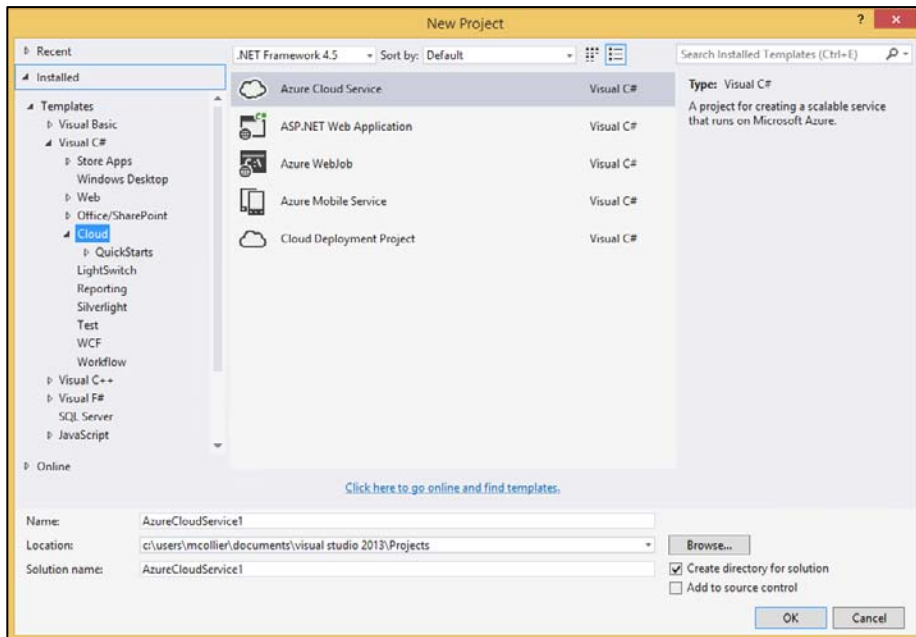 New Project
?
Recent
.NET Framework 4.5
Sort by: Default
Search Installed Templates (Ctrl+E)
Installed
Templates
Visual Basic
Visual C#
Store Apps
Windows Desktop
Web
Office/SharePoint
Cloud
QuickStarts
LightSwitch
Reporting
Silverlight
Test
WCF
Workflow
Visual C++
Visual F#
SQL Server
JavaScript
Online
Azure Cloud Service Visual C#
ASP.NET Web Application Visual C#
Azure WebJob Visual C#
Azure Mobile Service Visual C#
Cloud Deployment Project Visual C#
Type: Visual C#
A project for creating a scalable service
that runs on Microsoft Azure.
Click here to go online and find templates.
Name: AzureCloudService1
Location: c:\users\mcollier\documents\visual studio 2013\Projects
Browse...
Solution name: AzureCloudService1
Create directory for solution
Add to source control
OK Cancel